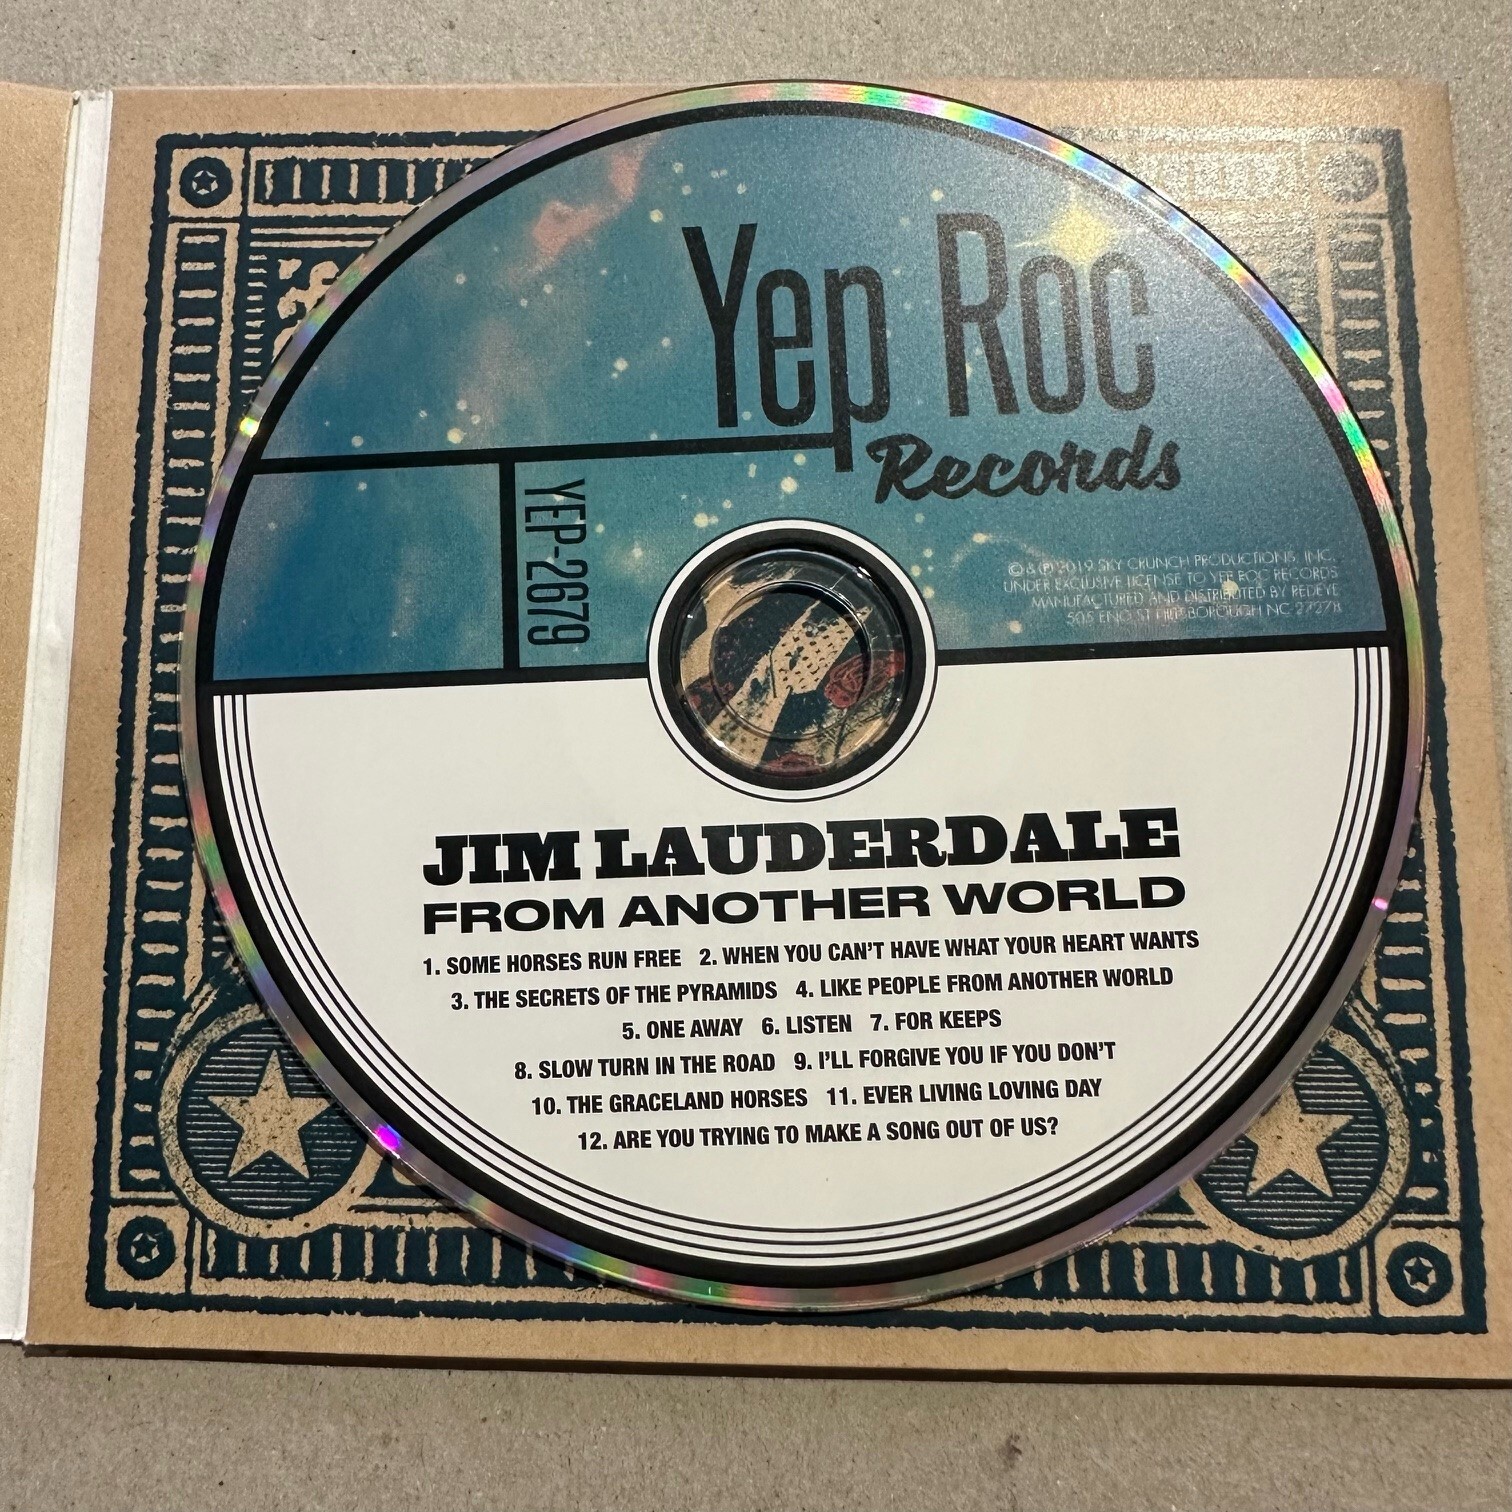 Yep Roc
Records
YEP-2679
© & ℗ 2019 SKY CRUNCH PRODUCTIONS, INC.
UNDER EXCLUSIVE LICENSE TO YEP ROC RECORDS
MANUFACTURED AND DISTRIBUTED BY REDEYE
505 ENO ST HILLSBOROUGH NC 27278
JIM LAUDERDALE
FROM ANOTHER WORLD
1. SOME HORSES RUN FREE 2. WHEN YOU CAN'T HAVE WHAT YOUR HEART WANTS
3. THE SECRETS OF THE PYRAMIDS 4. LIKE PEOPLE FROM ANOTHER WORLD
5. ONE AWAY 6. LISTEN 7. FOR KEEPS
8. SLOW TURN IN THE ROAD 9. I'LL FORGIVE YOU IF YOU DON'T
10. THE GRACELAND HORSES 11. EVER LIVING LOVING DAY
12. ARE YOU TRYING TO MAKE A SONG OUT OF US?